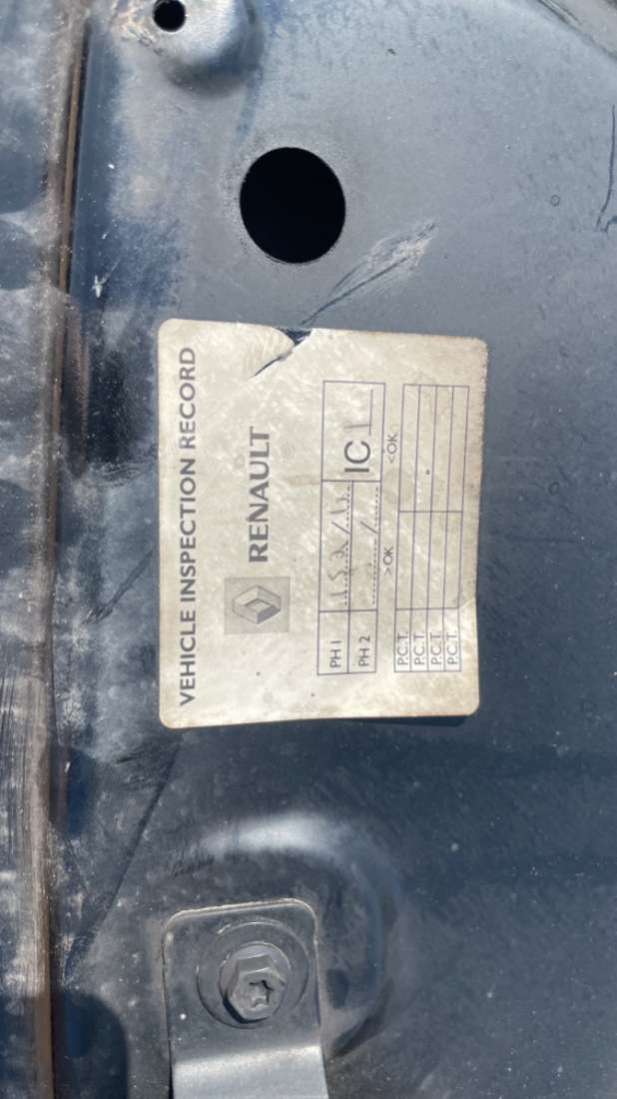 VEHICLE INSPECTION RECORD
RENAULT
PH 1
PH 2 IC
>OK <OK
P.C.T.
P.C.T.
P.C.T.
P.C.T.